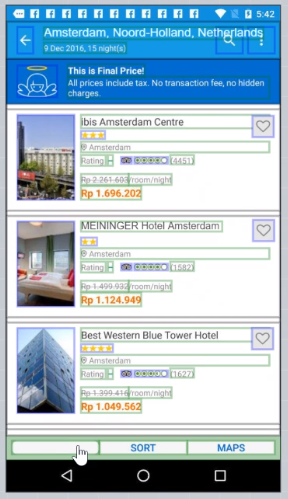 5:42
Amsterdam, Noord-Holland, Netherlands
9 Dec 2016, 15 night(s)
This is Final Price!
All prices include tax. No transaction fee, no hidden
charges.
ibis Amsterdam Centre
Amsterdam
Rating (4451)
Rp 2.261.603/room/night
Rp 1.696.202
MEININGER Hotel Amsterdam
Amsterdam
Rating (1582)
Rp 1.499.932/room/night
Rp 1.124.949
Best Western Blue Tower Hotel
Amsterdam
Rating (1627)
Rp 1.399.416/room/night
Rp 1.049.562
SORT MAPS